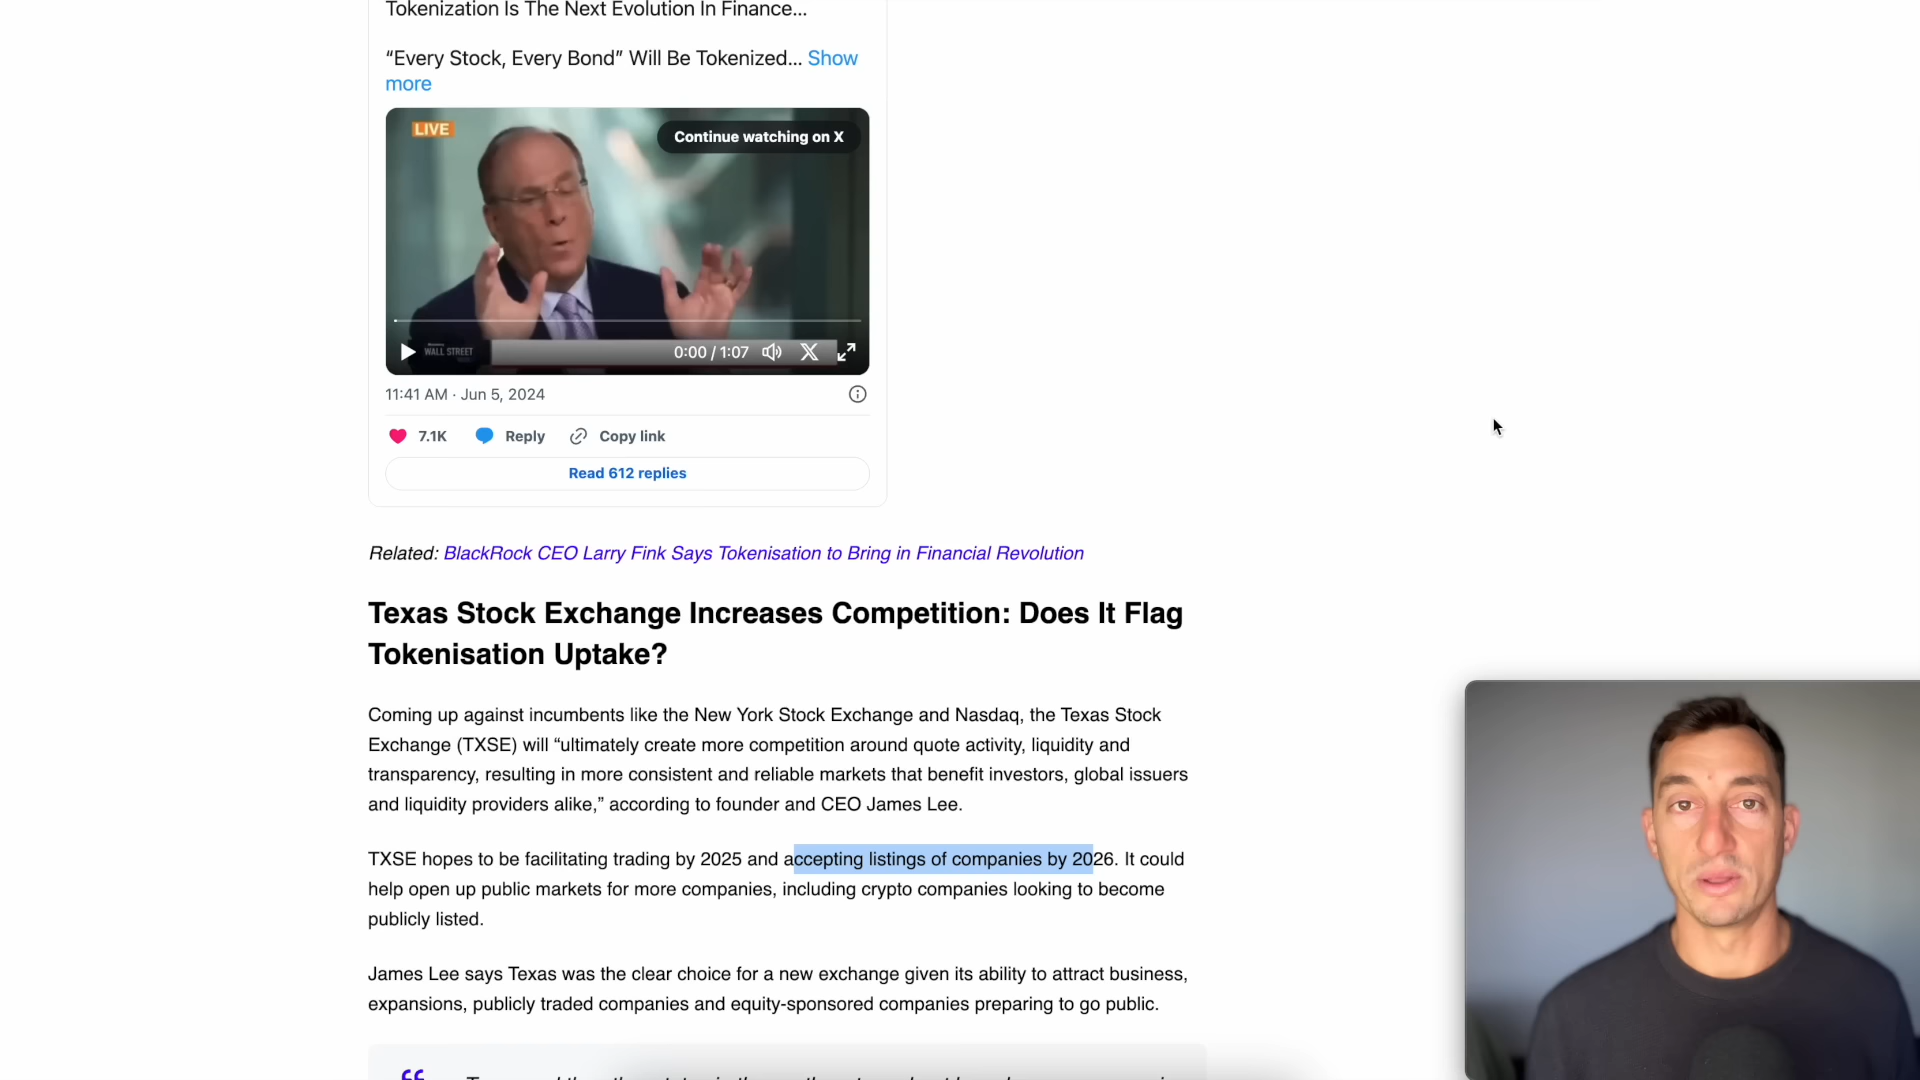 Tokenization Is The Next Evolution In Finance...
“Every Stock, Every Bond” Will Be Tokenized... Show
more
LIVE
Continue watching on X
WALL STREET
0:00 / 1:07
11:41 AM · Jun 5, 2024
7.1K
Reply
Copy link
Read 612 replies
Related: BlackRock CEO Larry Fink Says Tokenisation to Bring in Financial Revolution
Texas Stock Exchange Increases Competition: Does It Flag
Tokenisation Uptake?
Coming up against incumbents like the New York Stock Exchange and Nasdaq, the Texas Stock
Exchange (TXSE) will “ultimately create more competition around quote activity, liquidity and
transparency, resulting in more consistent and reliable markets that benefit investors, global issuers
and liquidity providers alike,” according to founder and CEO James Lee.
TXSE hopes to be facilitating trading by 2025 and accepting listings of companies by 2026. It could
help open up public markets for more companies, including crypto companies looking to become
publicly listed.
James Lee says Texas was the clear choice for a new exchange given its ability to attract business,
expansions, publicly traded companies and equity-sponsored companies preparing to go public.